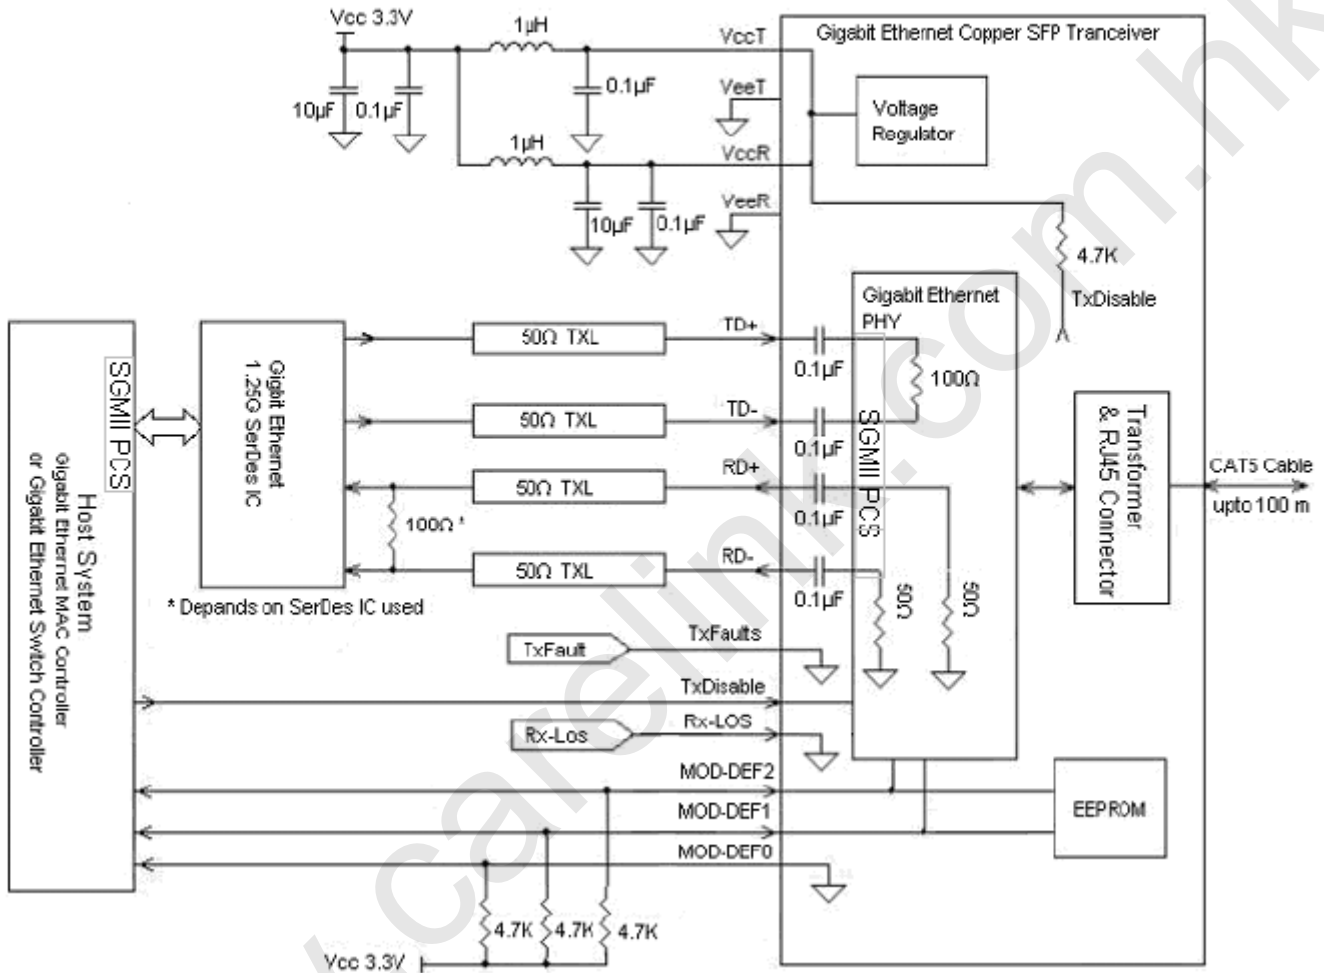 Vcc 3.3V
1µH
VccT
Gigabit Ethernet Copper SFP Tranceiver
10µF
0.1µF
0.1µF
VeeT
Voltage
Regulator
1µH
VccR
VeeR
10µF
0.1µF
4.7K
TxDisable
Gigabit Ethernet
PHY
SGMII PCS
Gigbit Ethernet
1.25G SerDes IC
50Ω TXL
TD+
0.1µF
100Ω
50Ω TXL
TD-
0.1µF
SGMII PCS
50Ω TXL
RD+
0.1µF
100Ω *
50Ω TXL
RD-
0.1µF
50Ω
50Ω
Transformer
& RJ45 Connector
CAT5 Cable
upto 100 m
Host System
Gigabit Ethernet MAC Controller
or Gigabit Ethernet Swtch Controller
* Depands on SerDes IC used
TxFault
TxFaults
TxDisable
Rx-Los
Rx-LOS
MOD-DEF2
MOD-DEF1
MOD-DEF0
EEPROM
4.7K
4.7K
4.7K
Vcc 3.3V
.carelink.com.hk